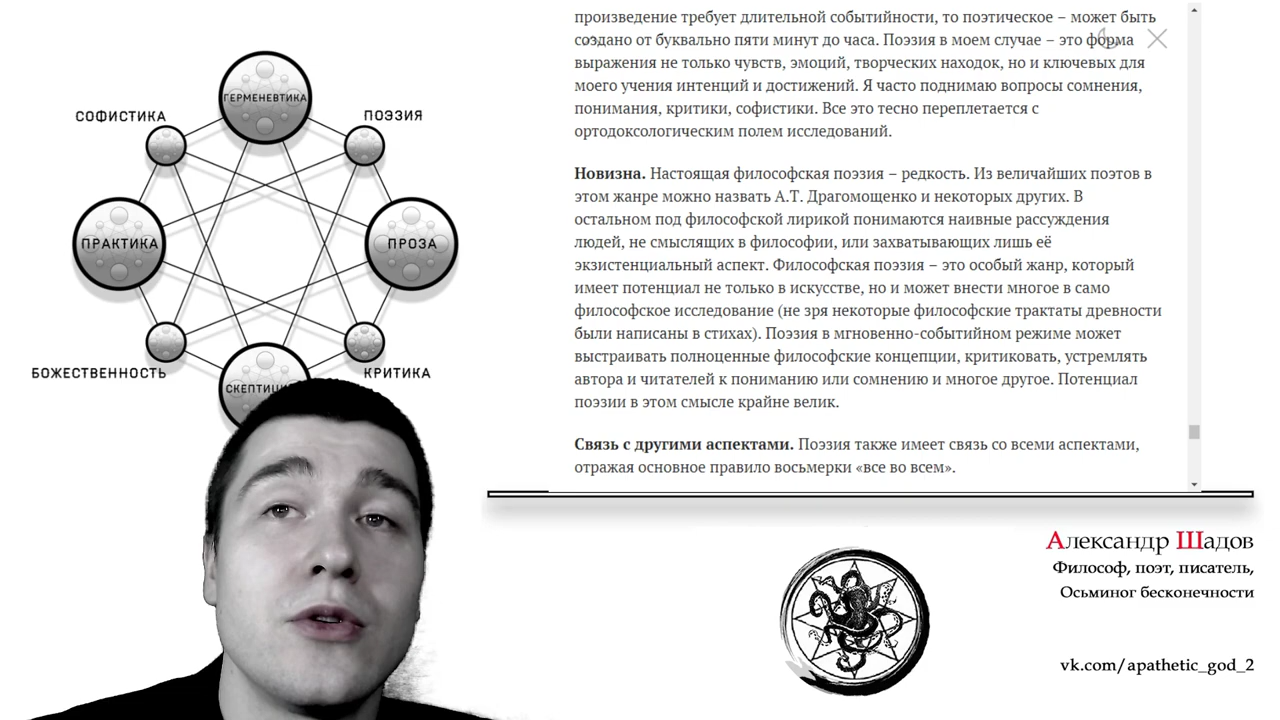 ГЕРМЕНЕВТИКА
СОФИСТИКА
ПОЭЗИЯ
ПРАКТИКА
ПРОЗА
БОЖЕСТВЕННОСТЬ
КРИТИКА
произведение требует длительной событийности, то поэтическое – может быть
создано от буквально пяти минут до часа. Поэзия в моем случае – это форма
выражения не только чувств, эмоций, творческих находок, но и ключевых для
моего учения интенций и достижений. Я часто поднимаю вопросы сомнения,
понимания, критики, софистики. Все это тесно переплетается с
ортодоксологическим полем исследований.
Новизна. Настоящая философская поэзия – редкость. Из величайших поэтов в
этом жанре можно назвать А.Т. Драгомощенко и некоторых других. В
остальном под философской лирикой понимаются наивные рассуждения
людей, не смыслящих в философии, или захватывающих лишь её
экзистенциальный аспект. Философская поэзия – это особый жанр, который
имеет потенциал не только в искусстве, но и может внести многое в само
философское исследование (не зря некоторые философские трактаты древности
были написаны в стихах). Поэзия в мгновенно-событийном режиме может
выстраивать полноценные философские концепции, критиковать, устремлять
автора и читателей к пониманию или сомнению и многое другое. Потенциал
поэзии в этом смысле крайне велик.
Связь с другими аспектами. Поэзия также имеет связь со всеми аспектами,
отражая основное правило восьмерки «все во всем».
Александр Шадов
Философ, поэт, писатель,
Осьминог бесконечности
vk.com/apathetic_god_2